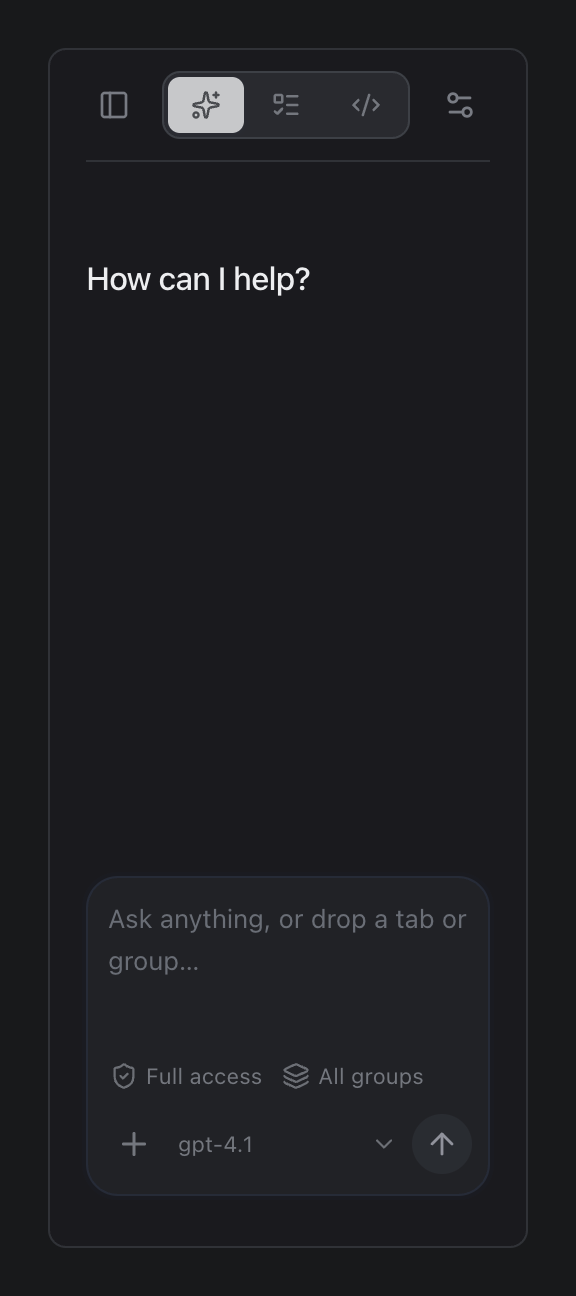 How can I help?
Ask anything, or drop a tab or
group...
Full access All groups
gpt-4.1